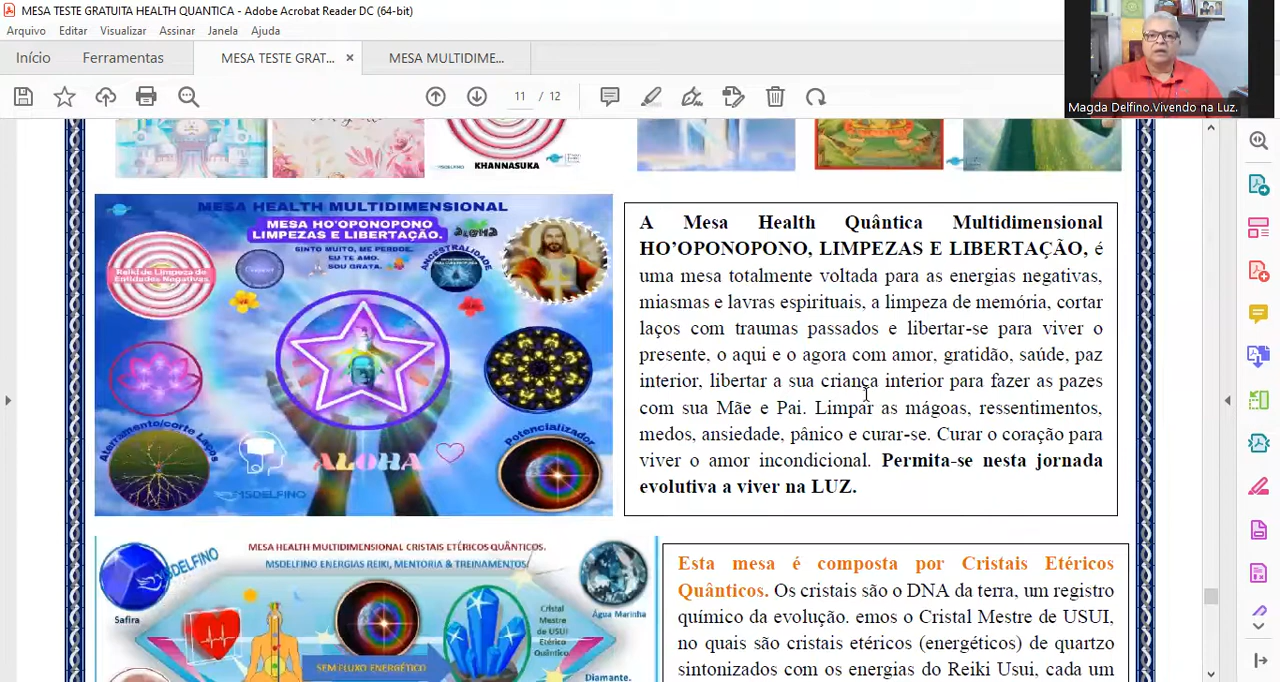 MESA TESTE GRATUITA HEALTH QUANTICA - Adobe Acrobat Reader DC (64-bit)
Arquivo Editar Visualizar Assinar Janela Ajuda
Início Ferramentas MESA TESTE GRAT... × MESA MULTIDIME...
11 / 12
Magda Delfino.Vivendo na Luz.
KHANNASUKA
MESA HEALTH MULTIDIMENSIONAL
MESA HO'OPONOPONO
LIMPEZAS E LIBERTAÇÃO.
ALOHA
SINTO MUITO, ME PERDOE,
EU TE AMO.
SOU GRATA.
ANCESTRALIDADE
Reiki de Limpeza de
Entidades Negativas.
Aterramento/corte Laços
ALOHA
Potencializador
MSDELFINO
A Mesa Health Quântica Multidimensional
HO’OPONOPONO, LIMPEZAS E LIBERTAÇÃO, é
uma mesa totalmente voltada para as energias negativas,
miasmas e lavras espirituais, a limpeza de memória, cortar
laços com traumas passados e libertar-se para viver o
presente, o aqui e o agora com amor, gratidão, saúde, paz
interior, libertar a sua criança interior para fazer as pazes
com sua Mãe e Pai. Limpar as mágoas, ressentimentos,
medos, ansiedade, pânico e curar-se. Curar o coração para
viver o amor incondicional. Permita-se nesta jornada
evolutiva a viver na LUZ.
MESA HEALTH MULTIDIMENSIONAL CRISTAIS ETÉRICOS QUÂNTICOS.
MSDELFINO ENERGIAS REIKI, MENTORIA & TREINAMENTOS.
MSDELFINO
Safira
Água Marinha
Cristal
Mestre
de USUI
Etérico
Quântico
SEM FLUXO ENERGÉTICO
Diamante.
Esta mesa é composta por Cristais Etéricos
Quânticos. Os cristais são o DNA da terra, um registro
químico da evolução. emos o Cristal Mestre de USUI,
no quais são cristais etéricos (energéticos) de quartzo
sintonizados com os energias do Reiki Usui, cada um